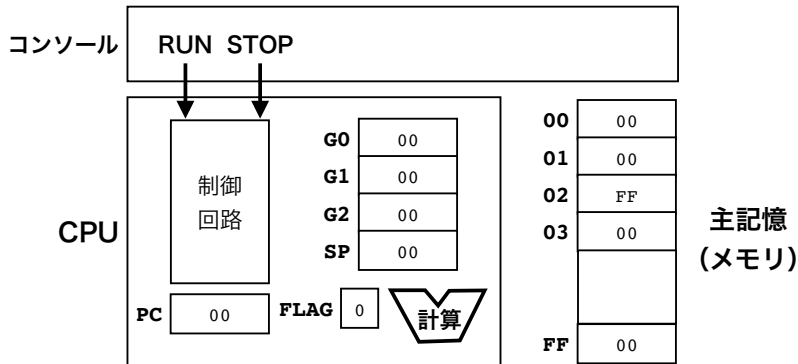 コンソール RUN STOP
CPU
制御
回路
G0 00
G1 00
G2 00
SP 00
PC 00
FLAG 0
計算
00 00
01 00
02 FF
03 00
FF 00
主記憶
(メモリ)